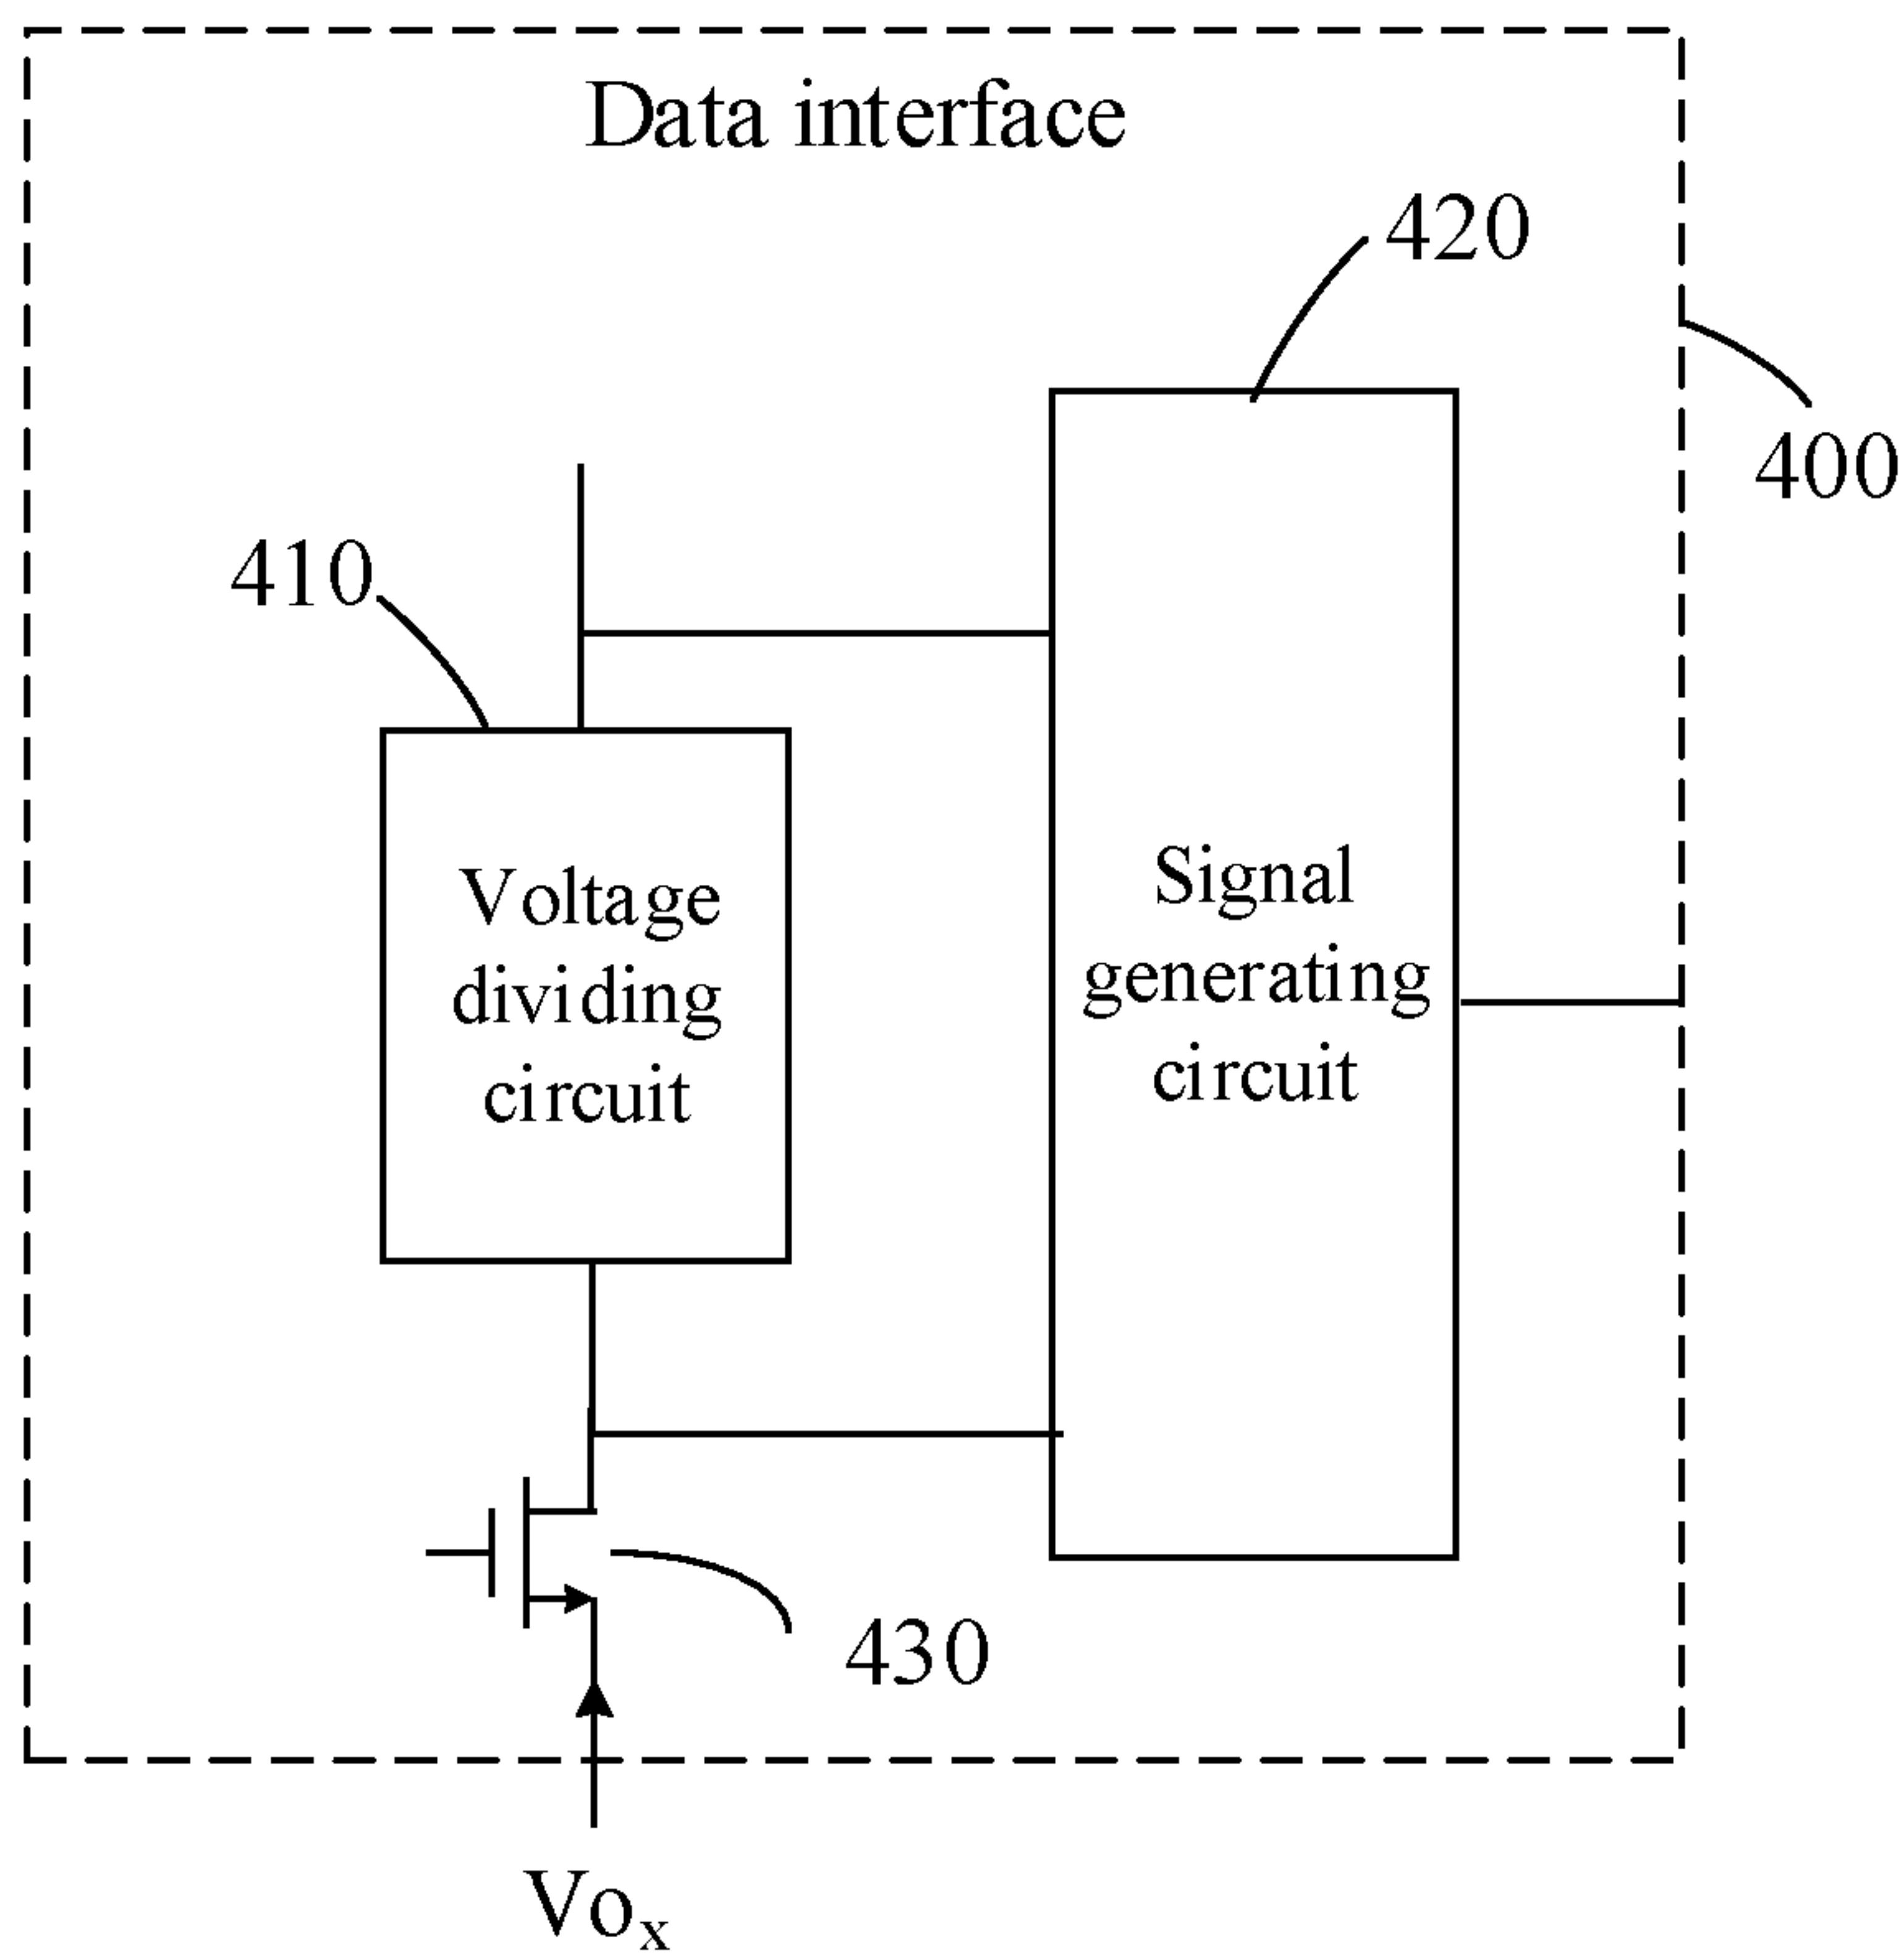 Data interface
420
400
410
Voltage
dividing
circuit
Signal
generating
circuit
430
Vox